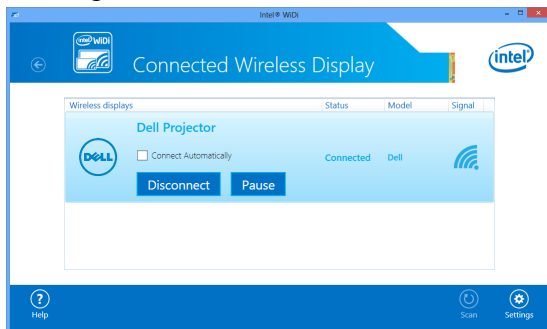 Intel® WiDi
intel WiDi
Connected Wireless Display
intel
Wireless displays Status Model Signal
Dell Projector
DELL
Connect Automatically
Connected Dell
Disconnect Pause
? Help
Scan Settings